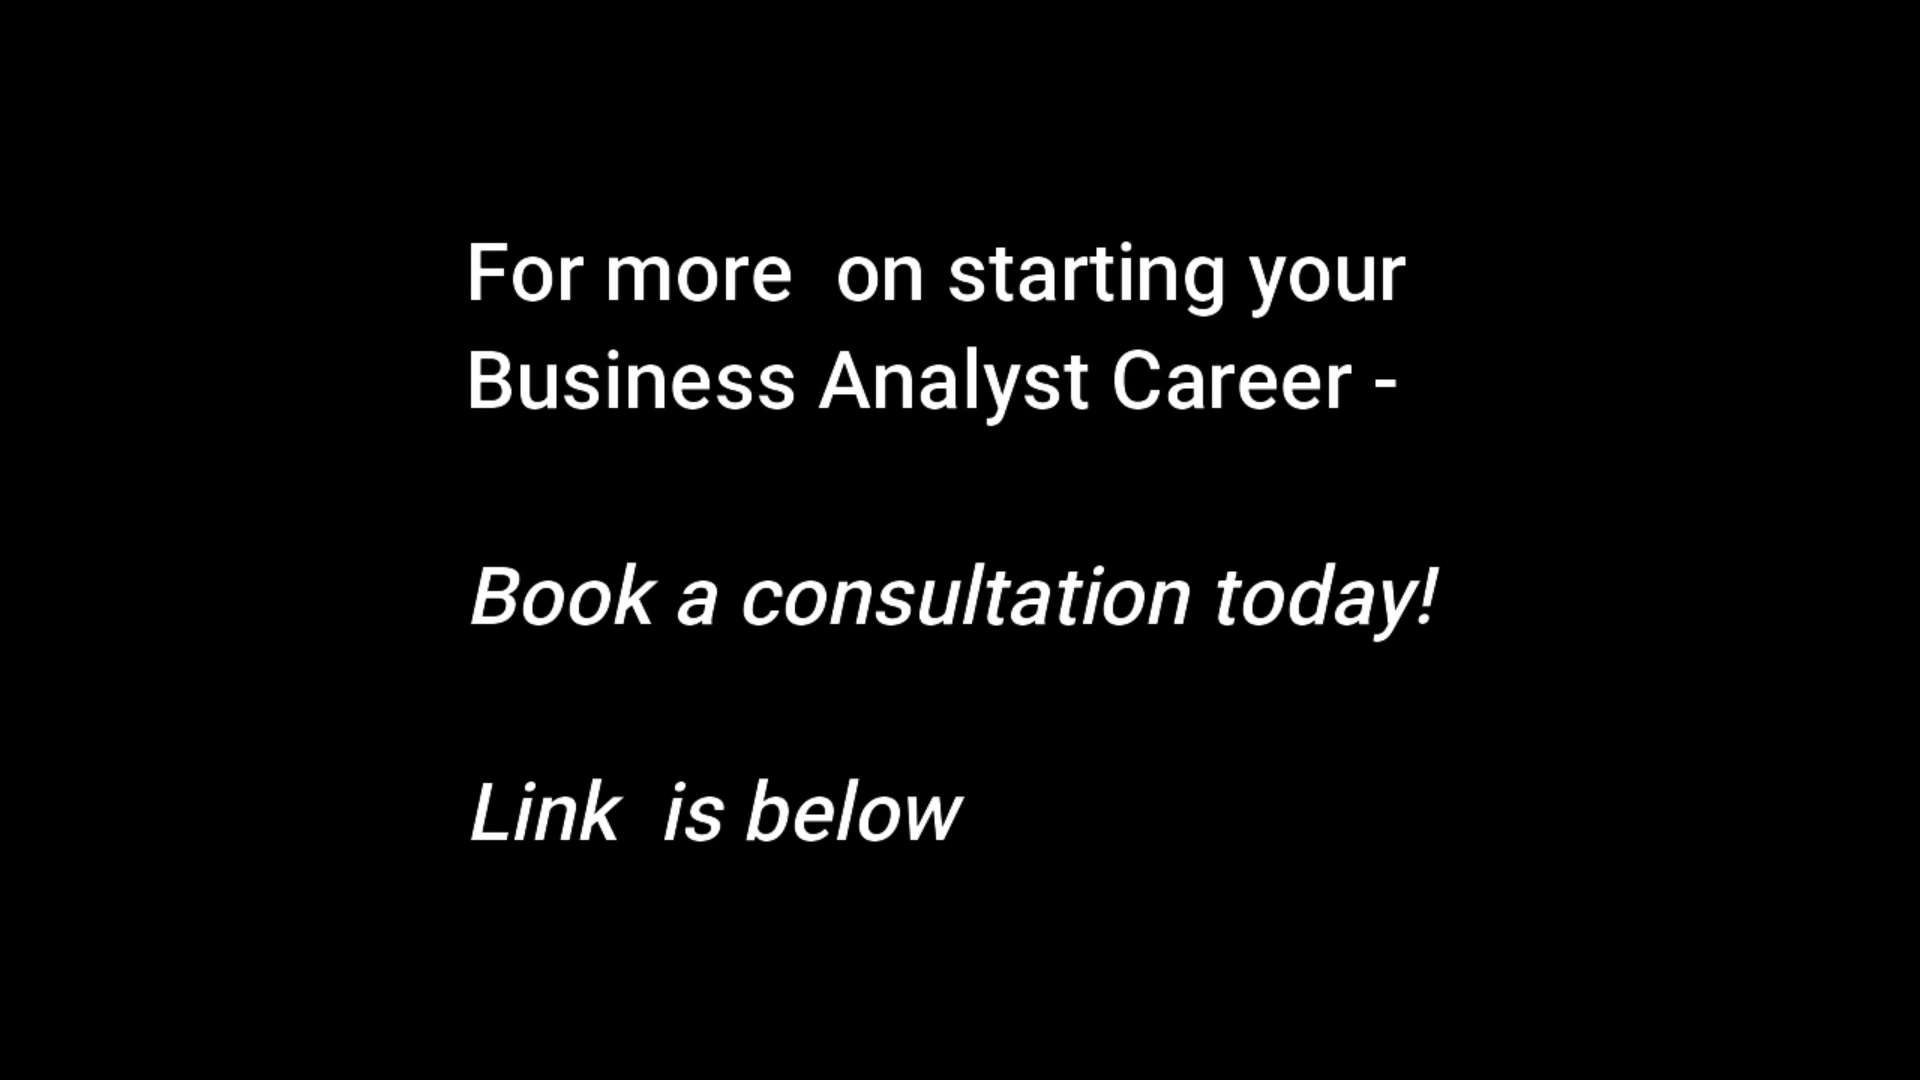 For more  on starting your
Business Analyst Career -
Book a consultation today!
Link  is below